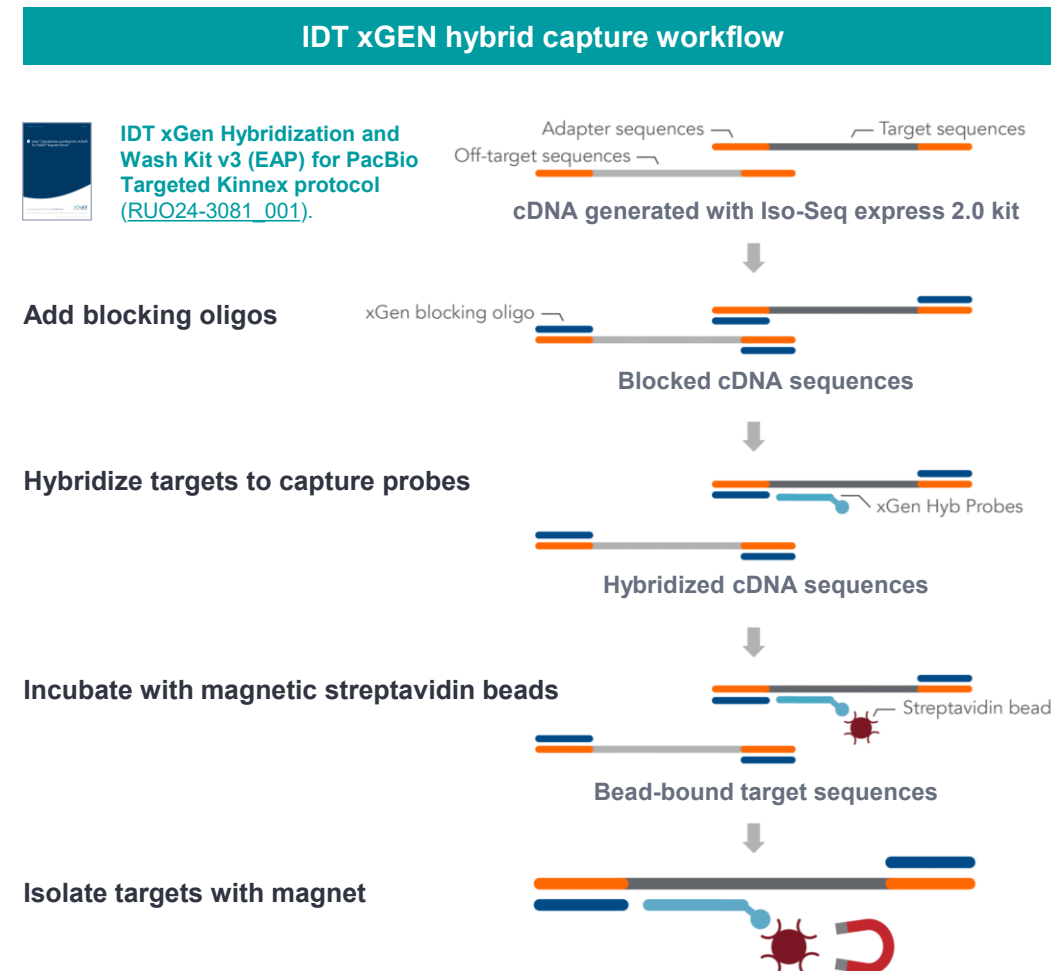 IDT xGEN hybrid capture workflow
IDT xGen Hybridization and
Wash Kit v3 (EAP) for PacBio
Targeted Kinnex protocol
(RUO24-3081_001).
Adapter sequences
Target sequences
Off-target sequences
cDNA generated with Iso-Seq express 2.0 kit
Add blocking oligos
xGen blocking oligo
Blocked cDNA sequences
Hybridize targets to capture probes
xGen Hyb Probes
Hybridized cDNA sequences
Incubate with magnetic streptavidin beads
Streptavidin bead
Bead-bound target sequences
Isolate targets with magnet